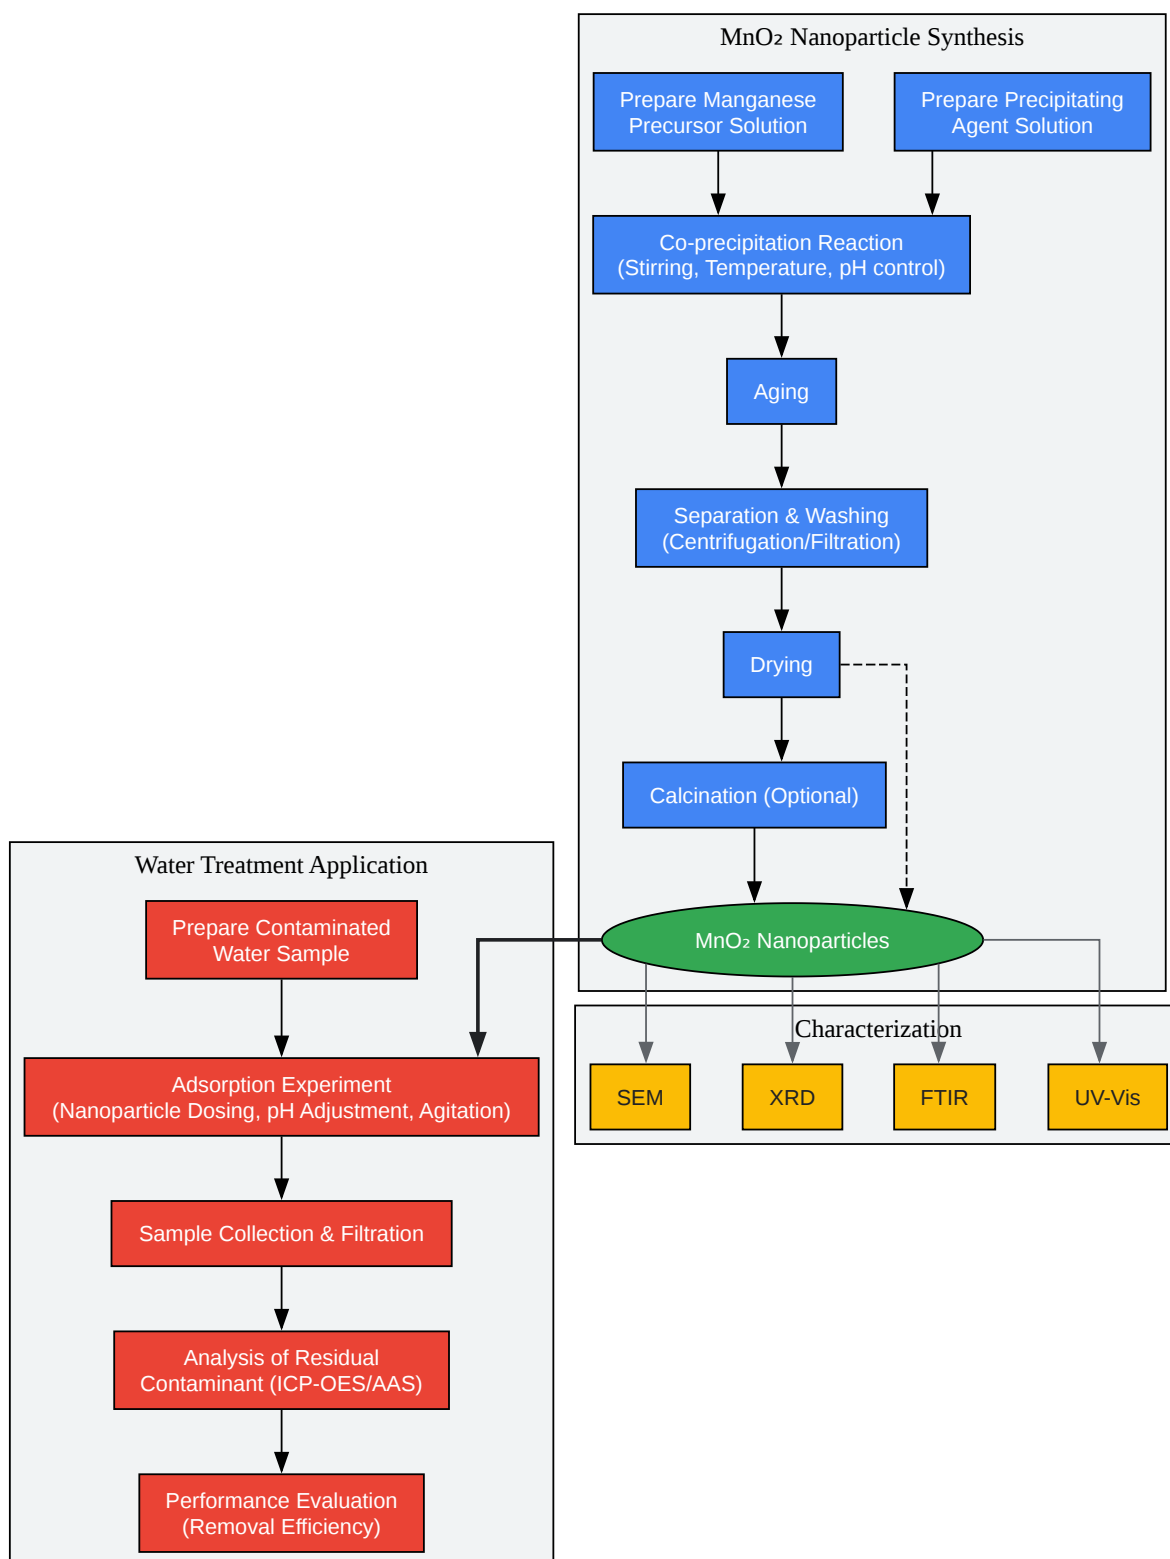 MnO₂ Nanoparticle Synthesis
Prepare Manganese
Precursor Solution
Prepare Precipitating
Agent Solution
Co-precipitation Reaction
(Stirring, Temperature, pH control)
Aging
Separation & Washing
(Centrifugation/Filtration)
Drying
Calcination (Optional)
MnO₂ Nanoparticles
Water Treatment Application
Prepare Contaminated
Water Sample
Adsorption Experiment
(Nanoparticle Dosing, pH Adjustment, Agitation)
Sample Collection & Filtration
Analysis of Residual
Contaminant (ICP-OES/AAS)
Performance Evaluation
(Removal Efficiency)
Characterization
SEM
XRD
FTIR
UV-Vis